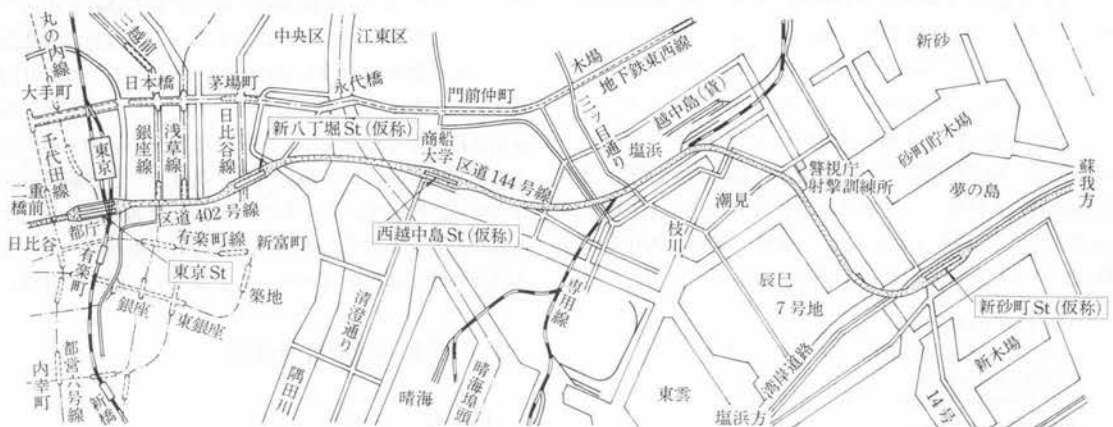 丸の内線
三越前
中央区
江東区
木場
地下鉄東西線
新砂
大手町
日本橋
茅場町
永代橋
門前仲町
三ッ目通り
越中島(貨)
千代田線
東京
銀座線
浅草線
日比谷線
新八丁堀St(仮称)
商船大学
区道144号線
塩浜
砂町貯木場
警視庁射撃訓練所
夢の島
蘇我方
二重橋前
都庁
区道402号線
潮見
日比谷
有楽町線
新富町
西越中島St(仮称)
枝川
有楽町
東京St
築地
清澄通り
専用線
辰巳
7号地
新砂町St(仮称)
銀座
東銀座
湾岸道路
新木場
内幸町
都営六号線
新橋
隅田川
晴海
晴海埠頭
東雲
塩浜方
14号